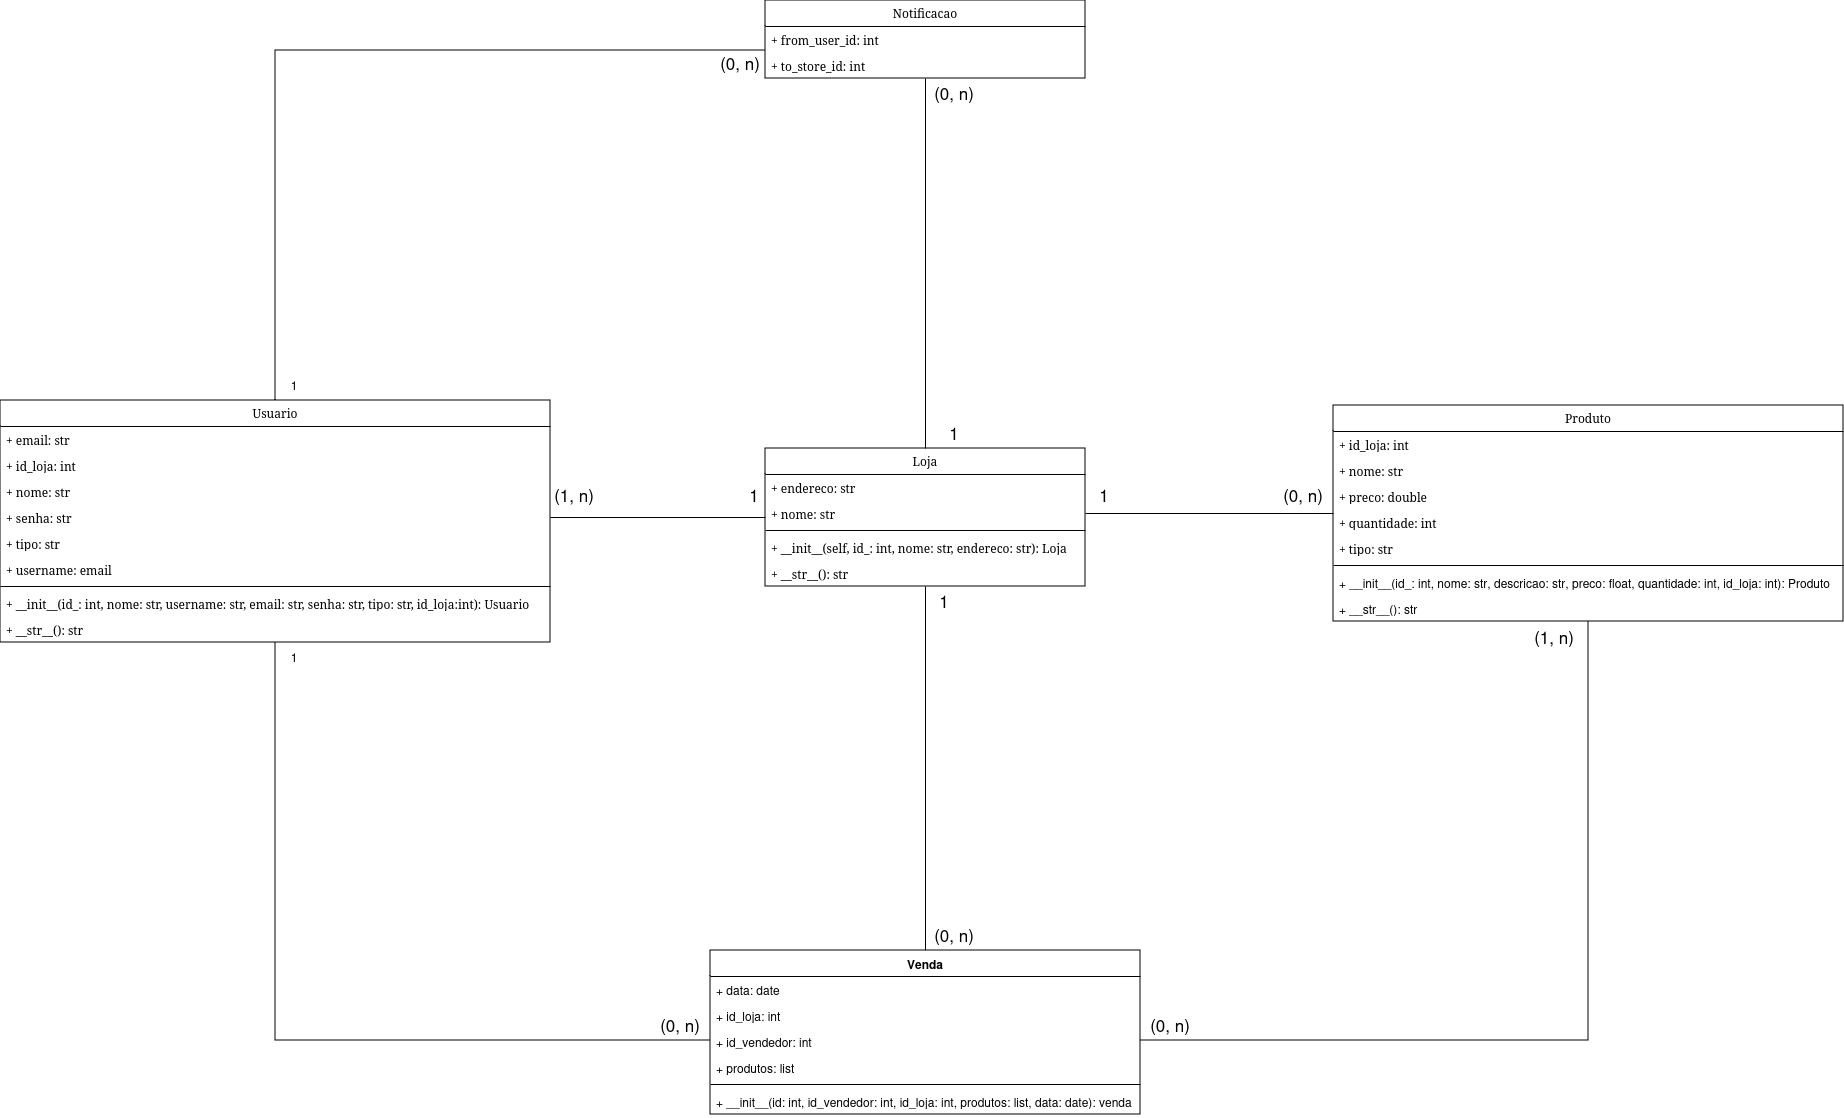 Notificacao
+ from_user_id: int
+ to_store_id: int
(0, n)
(0, n)
1
Usuario
+ email: str
+ id_loja: int
+ nome: str
+ senha: str
+ tipo: str
+ username: email
+ __init__(id_: int, nome: str, username: str, email: str, senha: str, tipo: str, id_loja:int): Usuario
+ __str__(): str
1
(1, n)
1
1
Loja
+ endereco: str
+ nome: str
+ __init__(self, id_: int, nome: str, endereco: str): Loja
+ __str__(): str
1
1
(0, n)
Produto
+ id_loja: int
+ nome: str
+ preco: double
+ quantidade: int
+ tipo: str
+ __init__(id_: int, nome: str, descricao: str, preco: float, quantidade: int, id_loja: int): Produto
+ __str__(): str
(1, n)
(0, n)
(0, n)
(0, n)
Venda
+ data: date
+ id_loja: int
+ id_vendedor: int
+ produtos: list
+ __init__(id: int, id_vendedor: int, id_loja: int, produtos: list, data: date): venda